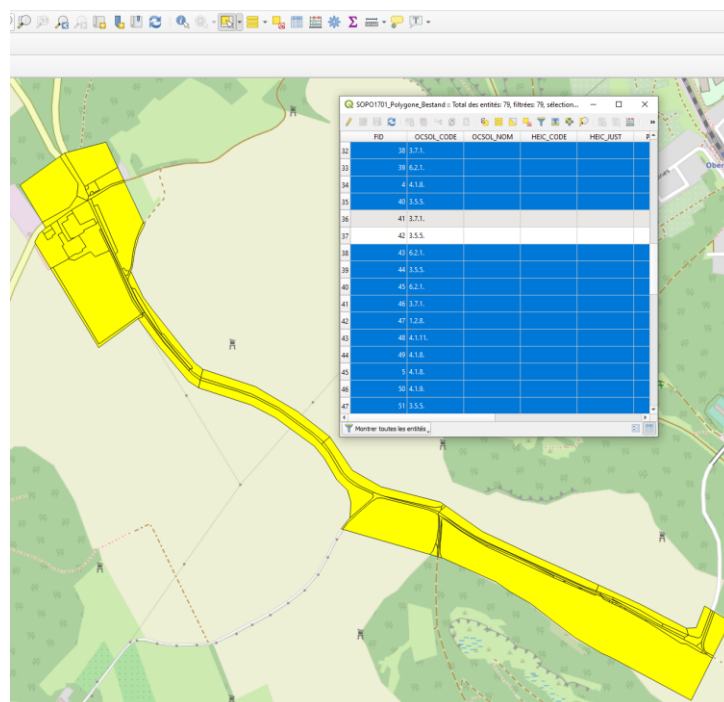 SOPO1701_Polygone_Bestand :: Total des entités: 79, filtrées: 79, sélection...
FID OCSOL_CODE OCSOL_NOM HEIC_CODE HEIC_JUST
32 38 3.7.1.
33 39 6.2.1.
34 4 4.1.8.
35 40 3.5.5.
36 41 3.7.1.
37 42 3.5.5.
38 43 6.2.1.
39 44 3.5.5.
40 45 6.2.1.
41 46 3.7.1.
42 47 1.2.8.
43 48 4.1.11.
44 49 4.1.8.
45 5 4.1.8.
46 50 4.1.9.
47 51 3.5.5.
Montrer toutes les entités
Ober